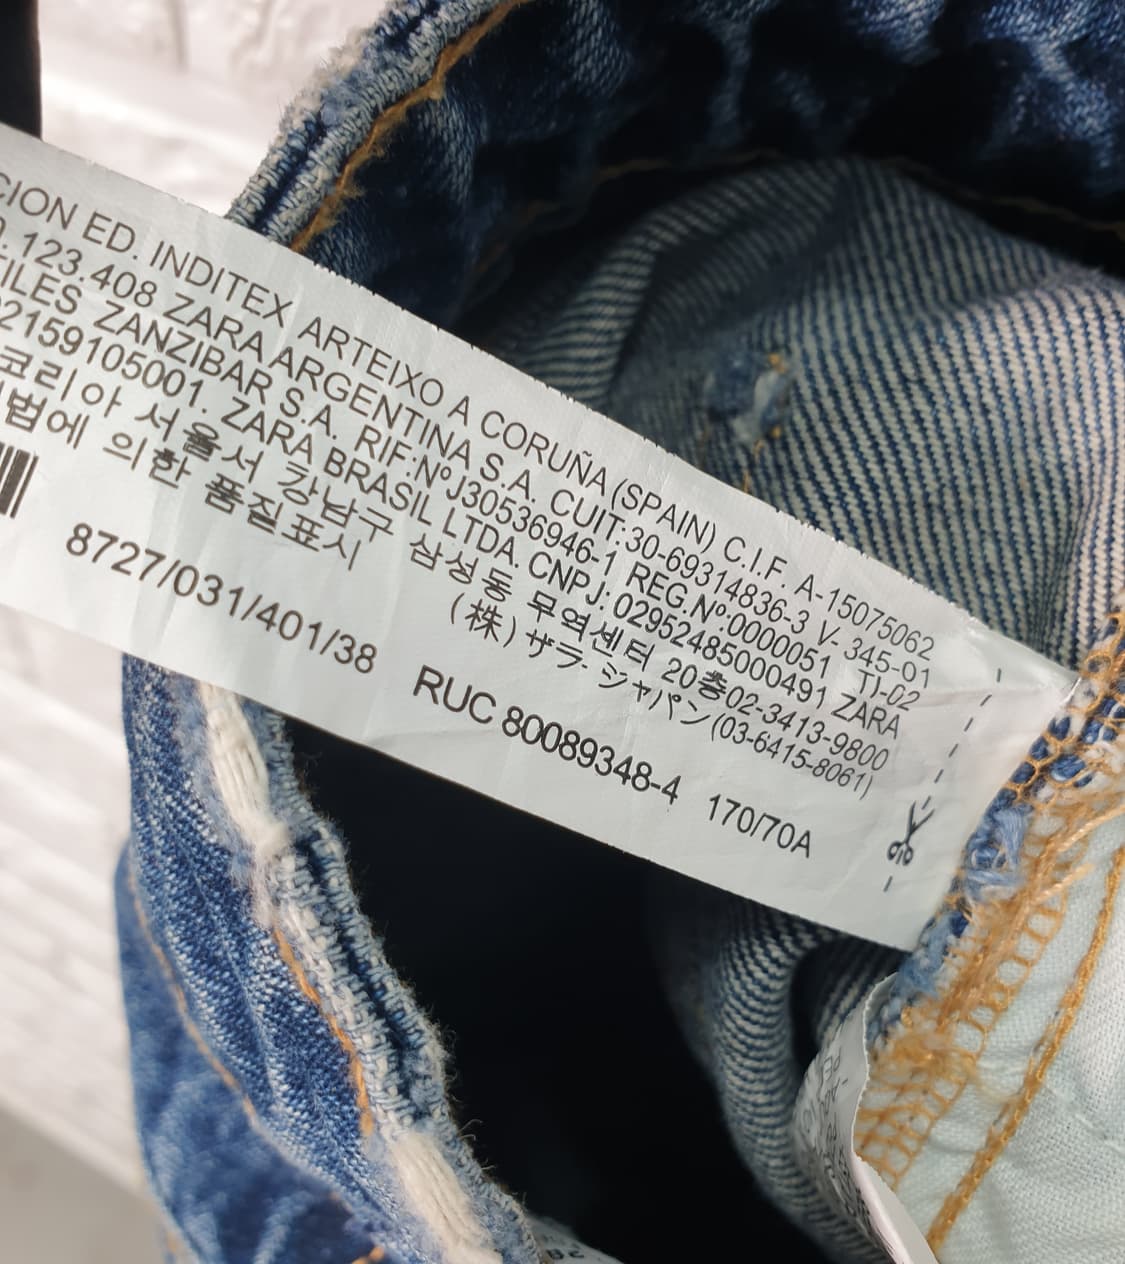 CION ED. INDITEX ARTEIXO A CORUÑA (SPAIN) C.I.F. A-15075062
.123.408 ZARA ARGENTINA S.A. CUIT:30-69314836-3 V- 345-01
ILES ZANZIBAR S.A. RIF:NºJ30536946-1 REG.Nº:0000051 TJ-02
2159105001. ZARA BRASIL LTDA. CNPJ: 02952485000491 ZARA
코리아 서울서 강남구 삼성동 무역센터 20층02-3413-9800
법에 의한 품질표시 (株) ザラ・ジャパン (03-6415-8061)
8727/031/401/38 RUC 80089348-4 170/70A